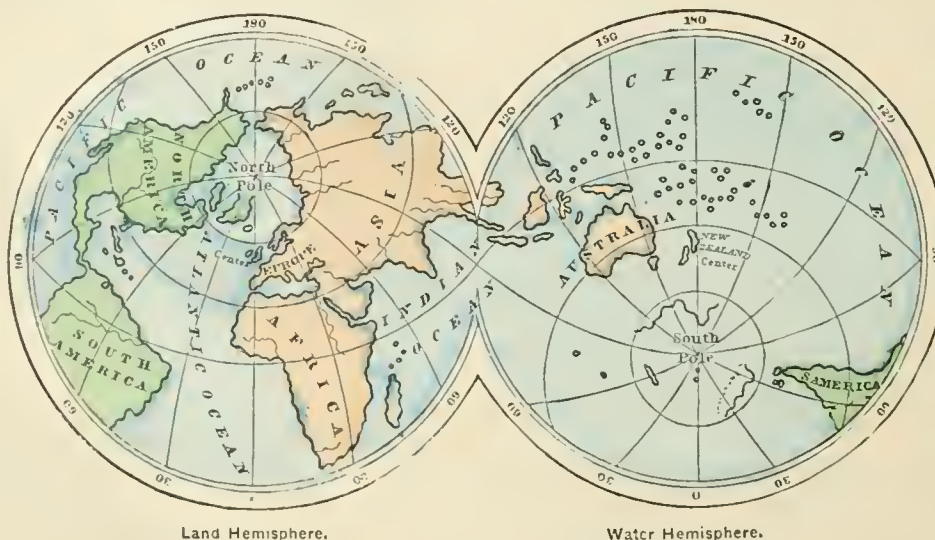 180
150
150
120
120
90
60
60
30
30
PACIFIC
OCEAN
NORTH
AMERICA
North
Pole
ASIA
Center
EUROPE
ATLANTIC OCEAN
AFRICA
INDIAN
OCEAN
SOUTH
AMERICA
Land Hemisphere.
180
150
150
120
120
60
60
30
30
0
PACIFIC
OCEAN
AUSTRALIA
NEW
ZEALAND
Center
South
Pole
S.AMERICA
Water Hemisphere.